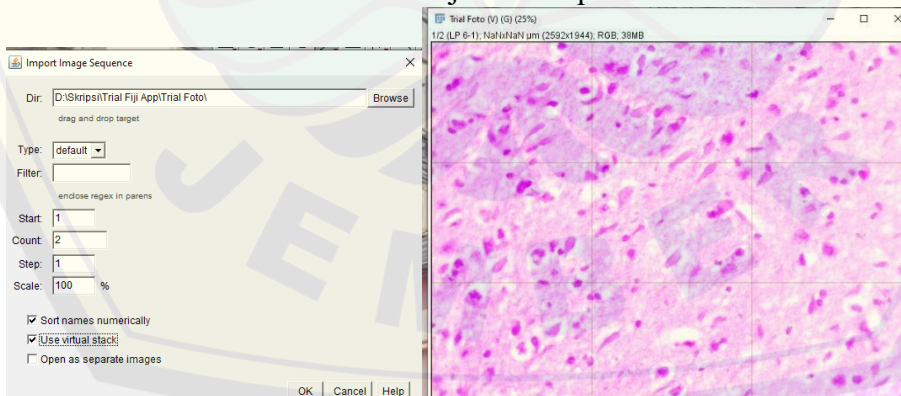 Trial Foto (V) (G) (25%)
1/2 (LP 6-1); NaNxNaN µm (2592x1944); RGB; 38MB
Import Image Sequence
Dir: D:\Skripsi\Trial Fiji App\Trial Foto\ Browse
drag and drop target
Type: default
Filter:
enclose regex in parens
Start: 1
Count: 2
Step: 1
Scale: 100 %
Sort names numerically
Use virtual stack
Open as separate images
OK Cancel Help